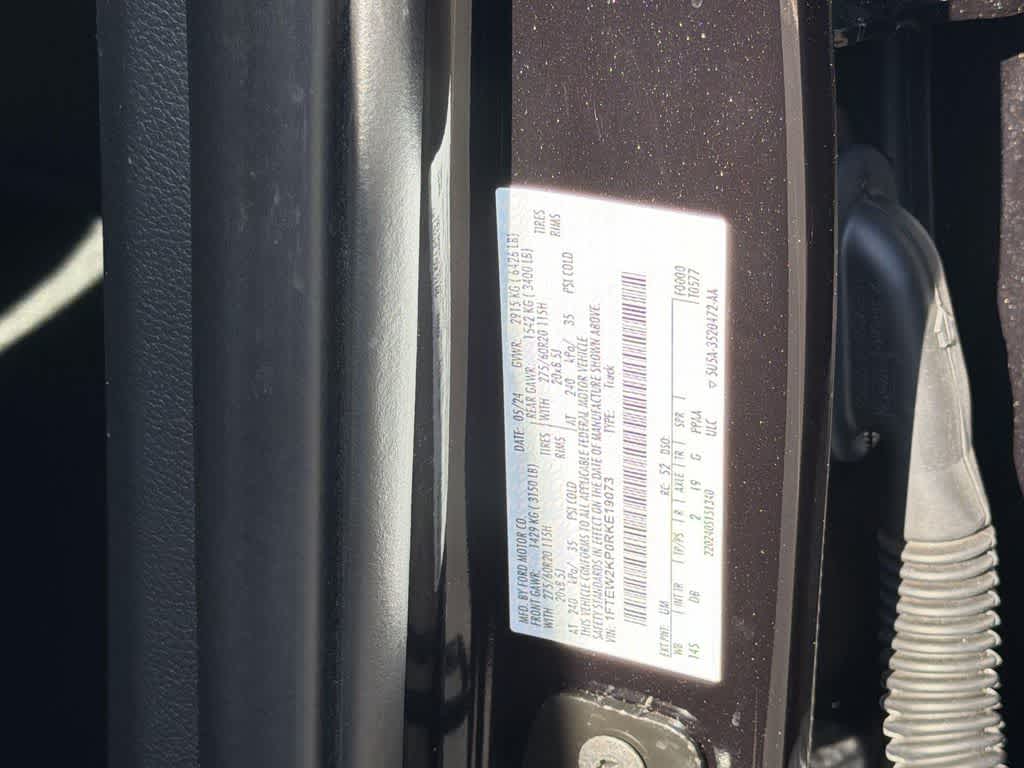 MFD. BY FORD MOTOR CO. DATE: 05/24 GVWR: 2915 KG ( 6426 LB)
FRONT GAWR: 1429 KG ( 3150 LB) REAR GAWR: 1542 KG ( 3400 LB)
WITH 275/60R20 115H TIRES WITH 275/60R20 115H TIRES
20x8.5J RIMS 20x8.5J RIMS
AT 240 kPa/ 35 PSI COLD AT 240 kPa/ 35 PSI COLD
THIS VEHICLE CONFORMS TO ALL APPLICABLE FEDERAL MOTOR VEHICLE
SAFETY STANDARDS IN EFFECT ON THE DATE OF MANUFACTURE SHOWN ABOVE.
VIN: 1FTEW2KP0RKE19073 TYPE: Truck
EXT PNT: UM RC: 52 DSO:
WB INT TR TP/PS R AXLE TR SPR
145 DB 2 19 G PPGA
T0577
2202405151340 ULC
▽ 5U5A-3520472-AA